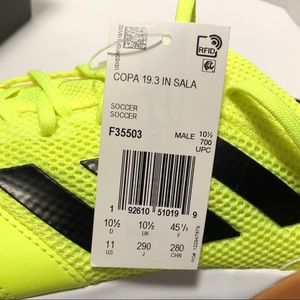 RFID
COPA 19.3 IN SALA
SOCCER
SOCCER
F35503
MALE 10½
700
UPC
1 92610 51019 9
10½ 10½ 45⅓
D UK F
11 290 280
US J CHN